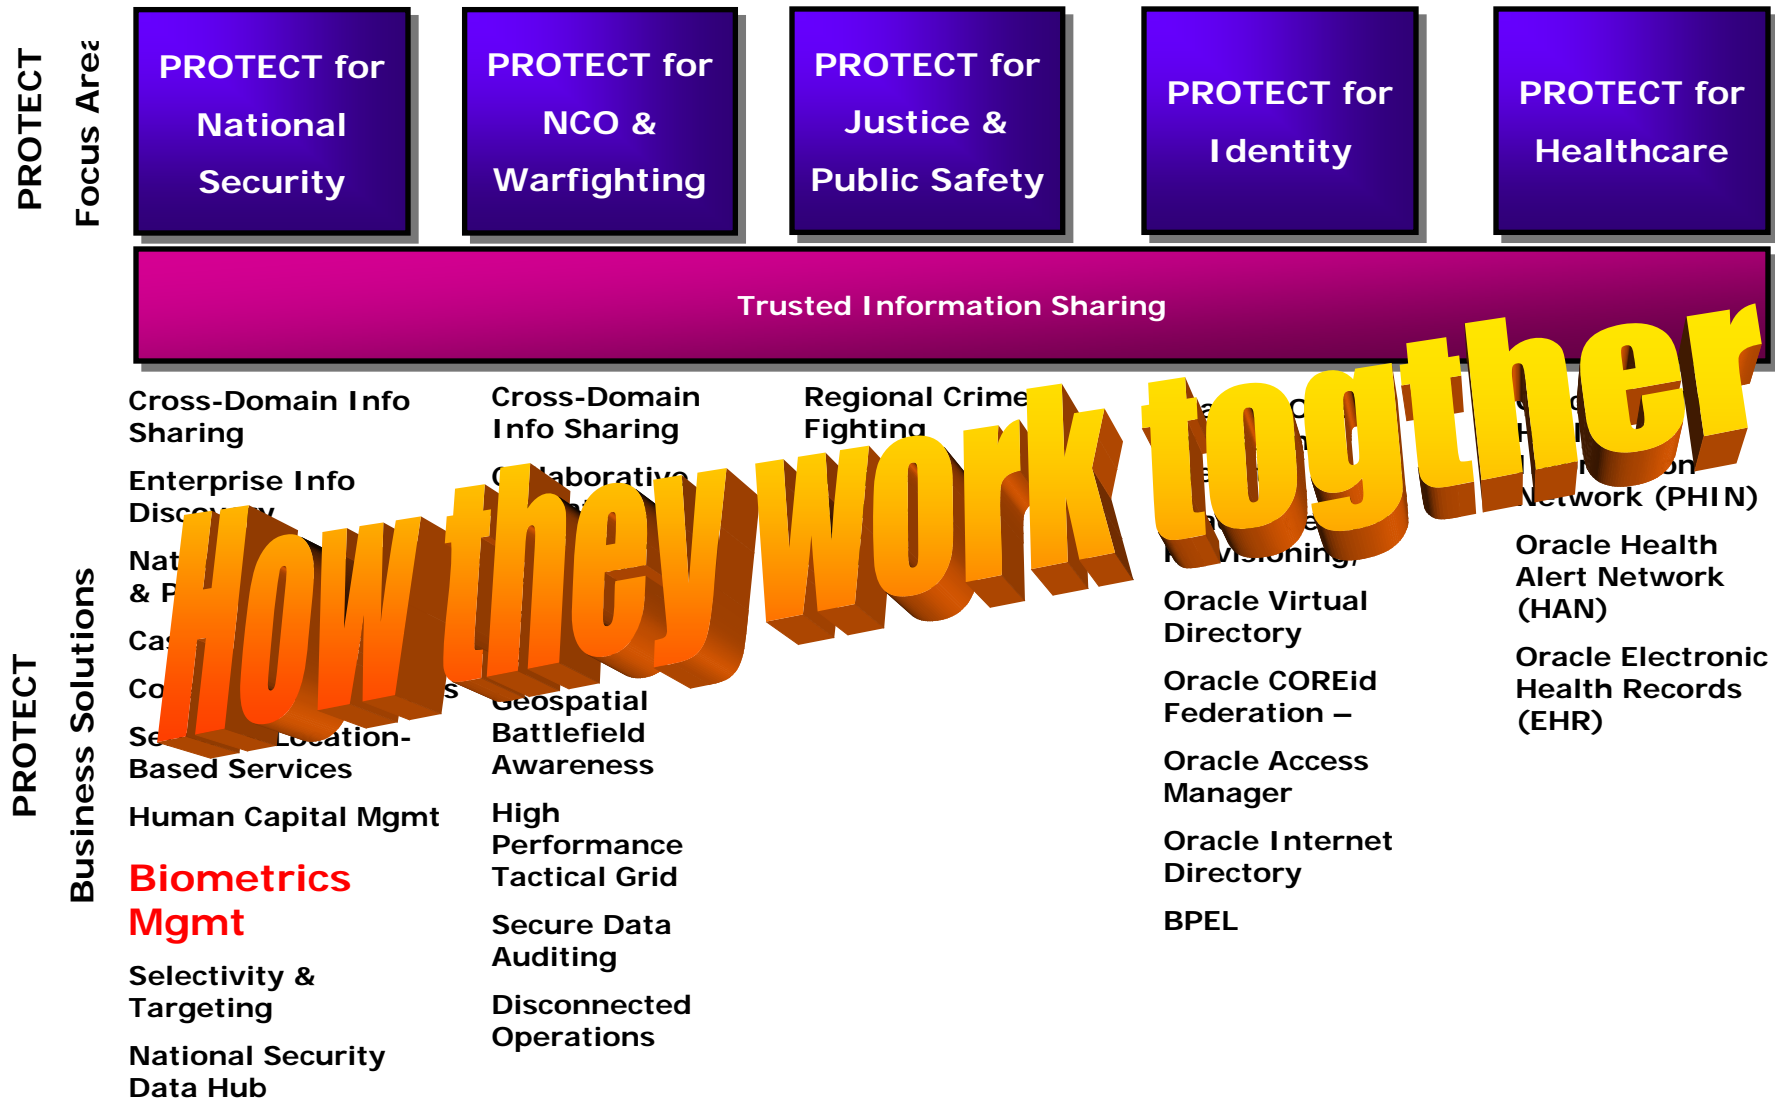 PROTECT
Focus Area
PROTECT for
National
Security
PROTECT for
NCO &
Warfighting
PROTECT for
Justice &
Public Safety
PROTECT for
Identity
PROTECT for
Healthcare
Trusted Information Sharing
How they work togther
PROTECT
Business Solutions
Cross-Domain Info
Sharing
Enterprise Info
Discovery
&
Location-
Based Services
Human Capital Mgmt
Biometrics
Mgmt
Selectivity &
Targeting
National Security
Data Hub
Cross-Domain
Info Sharing
Collaborative
Geospatial
Battlefield
Awareness
High
Performance
Tactical Grid
Secure Data
Auditing
Disconnected
Operations
Regional Crime
Fighting
Provisioning,
Oracle Virtual
Directory
Oracle COREid
Federation –
Oracle Access
Manager
Oracle Internet
Directory
BPEL
Network (PHIN)
Oracle Health
Alert Network
(HAN)
Oracle Electronic
Health Records
(EHR)